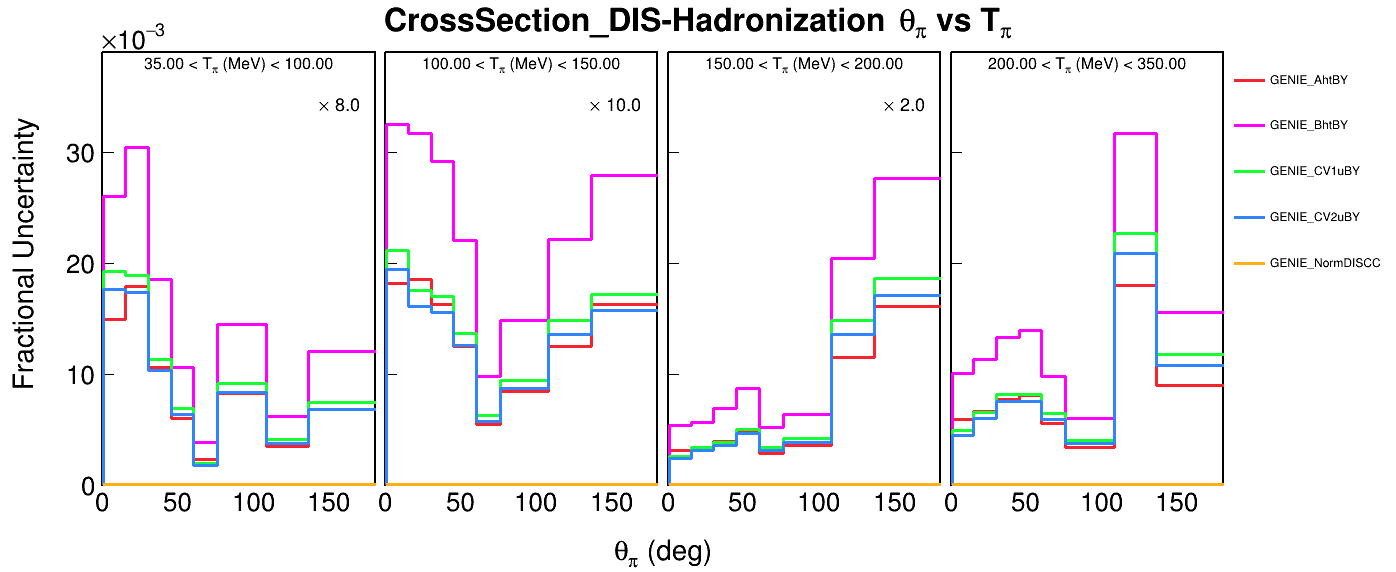 CrossSection_DIS-Hadronization θπ vs Tπ
×10⁻³
35.00 < Tπ (MeV) < 100.00
× 8.0
100.00 < Tπ (MeV) < 150.00
× 10.0
150.00 < Tπ (MeV) < 200.00
× 2.0
200.00 < Tπ (MeV) < 350.00
GENIE_AhtBY
GENIE_BhtBY
GENIE_CV1uBY
GENIE_CV2uBY
GENIE_NormDISCC
Fractional Uncertainty
30
20
10
0
0 50 100 150
0 50 100 150
0 50 100 150
0 50 100 150
θπ (deg)